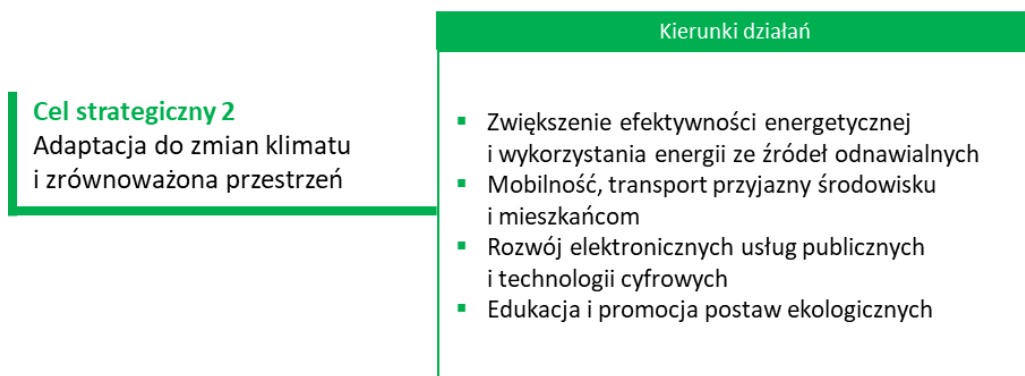 Kierunki działań
Cel strategiczny 2
Adaptacja do zmian klimatu
i zrównoważona przestrzeń
Zwiększenie efektywności energetycznej
i wykorzystania energii ze źródeł odnawialnych
Mobilność, transport przyjazny środowisku
i mieszkańcom
Rozwój elektronicznych usług publicznych
i technologii cyfrowych
Edukacja i promocja postaw ekologicznych